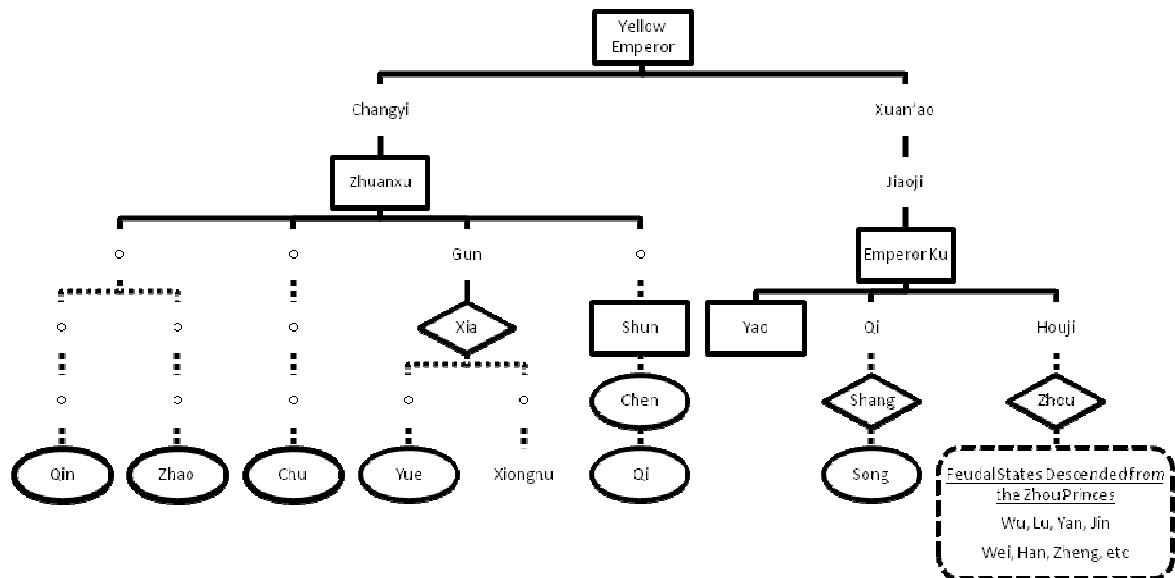 Yellow
Emperor
Changyi
Xuan'ao
Zhuanxu
Jiaoji
Gun
Emperor Ku
Xia
Shun
Yao
Qi
Houji
Chen
Shang
Zhou
Qin
Zhao
Chu
Yue
Xiongnu
Qi
Song
Feudal States Descended from
the Zhou Princes
Wu, Lu, Yan, Jin
Wei, Han, Zheng, etc